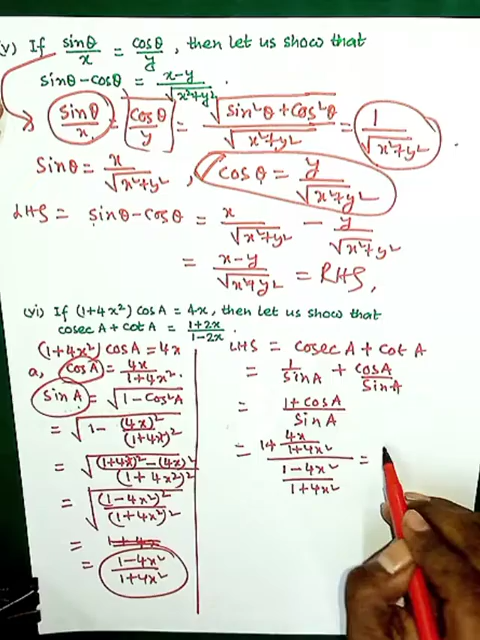 (v) If sinθ/x = cosθ/y, then let us show that
sinθ-cosθ = x-y/√x²+y².
sinθ/x = cosθ/y = √sin²θ+cos²θ/√x²+y² = 1/√x²+y².
Sinθ = x/√x²+y², cosθ = y/√x²+y²
LHS = sinθ-cosθ = x/√x²+y² - y/√x²+y²
= x-y/√x²+y² = RHS,
(vi) If (1+4x²) cosA = 4x, then let us show that
cosec A + cot A = 1+2x/1-2x.
(1+4x²) cosA = 4x
a, cosA = 4x/1+4x².
Sin A = √1-Cos²A
= √1-(4x)²/(1+4x²)²
= √(1+4x²)²-(4x)²/(1+4x²)²
= √(1-4x²)²/(1+4x²)²
= 1+4x
= 1-4x²/1+4x²
LHS = cosec A + cot A
= 1/SinA + cosA/SinA
= 1+cosA/SinA
= 1+4x/1+4x²/1-4x²/1+4x² =